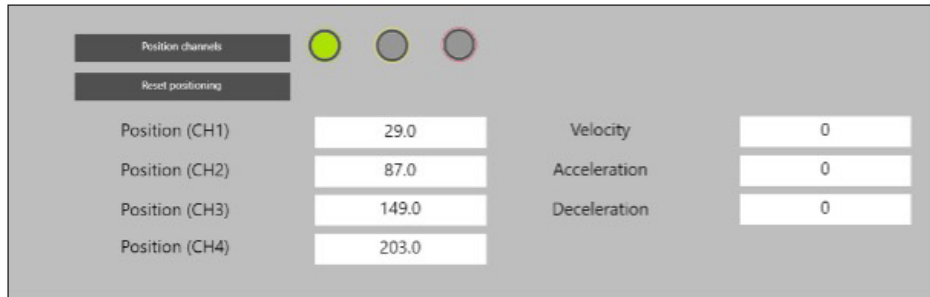 Position channels
Reset positioning
Position (CH1) 29.0 Velocity 0
Position (CH2) 87.0 Acceleration 0
Position (CH3) 149.0 Deceleration 0
Position (CH4) 203.0